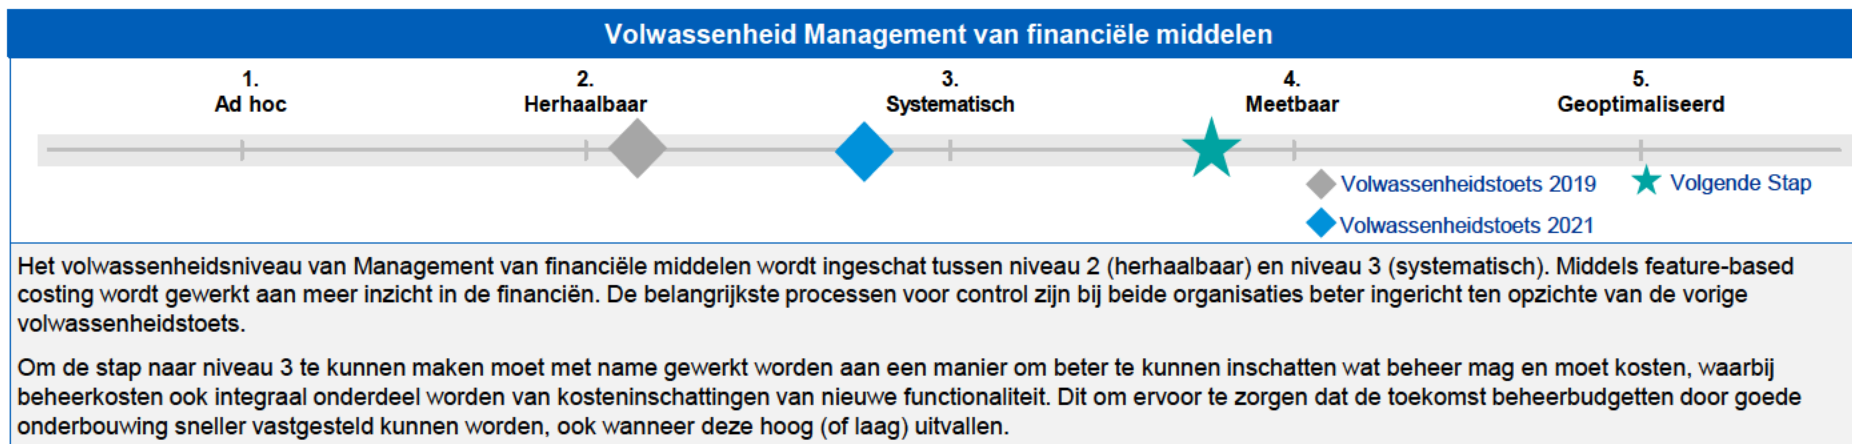 Volwassenheid Management van financiële middelen
1.
Ad hoc
2.
Herhaalbaar
3.
Systematisch
4.
Meetbaar
5.
Geoptimaliseerd
Volwassenheidstoets 2019
Volgende Stap
Volwassenheidstoets 2021
Het volwassenheidsniveau van Management van financiële middelen wordt ingeschat tussen niveau 2 (herhaalbaar) en niveau 3 (systematisch). Middels feature-based
costing wordt gewerkt aan meer inzicht in de financiën. De belangrijkste processen voor control zijn bij beide organisaties beter ingericht ten opzichte van de vorige
volwassenheidstoets.
Om de stap naar niveau 3 te kunnen maken moet met name gewerkt worden aan een manier om beter te kunnen inschatten wat beheer mag en moet kosten, waarbij
beheerkosten ook integraal onderdeel worden van kosteninschattingen van nieuwe functionaliteit. Dit om ervoor te zorgen dat de toekomst beheerbudgetten door goede
onderbouwing sneller vastgesteld kunnen worden, ook wanneer deze hoog (of laag) uitvallen.